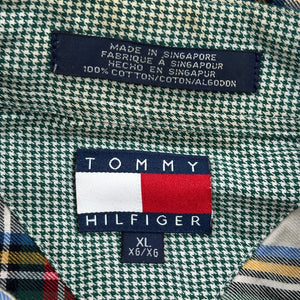 MADE IN SINGAPORE
FABRIQUE À SINGAPOUR
HECHO EN SINGAPUR
100% COTTON/COTON/ALGODON
TOMMY
HILFIGER
XL
XG/XG